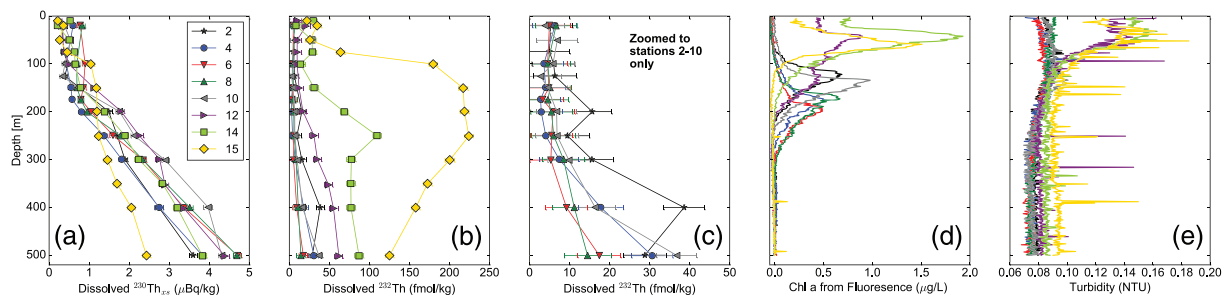 0
100
200
300
400
500
Depth [m]
2
4
6
8
10
12
14
15
(a)
0 1 2 3 4 5
Dissolved ²³⁰Thₓₛ (μBq/kg)
(b)
0 50 100 150 200 250
Dissolved ²³²Th (fmol/kg)
Zoomed to
stations 2-10
only
(c)
0 10 20 30 40 50
Dissolved ²³²Th (fmol/kg)
(d)
0.0 0.5 1.0 1.5 2.0
Chl a from Fluoresence (μg/L)
(e)
0.06 0.08 0.10 0.12 0.14 0.16 0.18 0.20
Turbidity
(NTU)